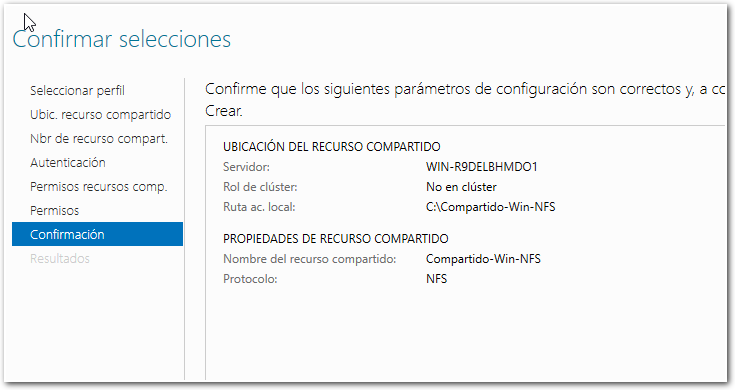 Confirmar selecciones
Seleccionar perfil
Ubic. recurso compartido
Nbr de recurso compart.
Autenticación
Permisos recursos comp.
Permisos
Confirmación
Resultados
Confirme que los siguientes parámetros de configuración son correctos y, a co
Crear.
UBICACIÓN DEL RECURSO COMPARTIDO
Servidor: WIN-R9DELBHMDO1
Rol de clúster: No en clúster
Ruta ac. local: C:\Compartido-Win-NFS
PROPIEDADES DE RECURSO COMPARTIDO
Nombre del recurso compartido: Compartido-Win-NFS
Protocolo: NFS